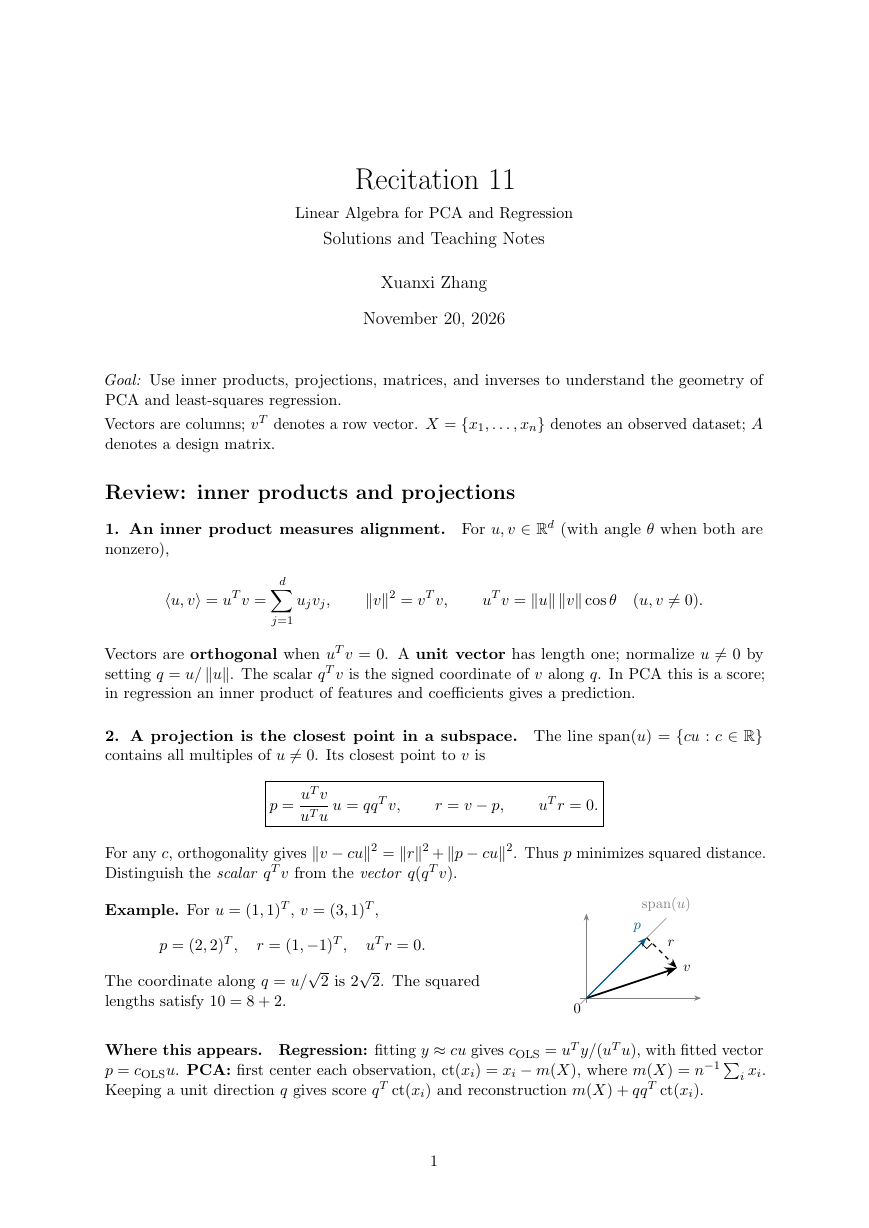 Recitation 11
Linear Algebra for PCA and Regression
Solutions and Teaching Notes
Xuanxi Zhang
November 20, 2026
Goal: Use inner products, projections, matrices, and inverses to understand the geometry of
PCA and least-squares regression.
Vectors are columns; v^T denotes a row vector. X = {x_1, . . . , x_n} denotes an observed dataset; A
denotes a design matrix.
Review: inner products and projections
1. An inner product measures alignment. For u, v ∈ ℝ^d (with angle θ when both are
nonzero),
⟨u, v⟩ = u^T v = ∑_{j=1}^{d} u_j v_j, ‖v‖^2 = v^T v, u^T v = ‖u‖ ‖v‖ cos θ (u, v ≠ 0).
Vectors are orthogonal when u^T v = 0. A unit vector has length one; normalize u ≠ 0 by
setting q = u/ ‖u‖. The scalar q^T v is the signed coordinate of v along q. In PCA this is a score;
in regression an inner product of features and coefficients gives a prediction.
2. A projection is the closest point in a subspace. The line span(u) = {cu : c ∈ ℝ}
contains all multiples of u ≠ 0. Its closest point to v is
p = \frac{u^T v}{u^T u} u = qq^T v, r = v − p, u^T r = 0.
For any c, orthogonality gives ‖v − cu‖^2 = ‖r‖^2 + ‖p − cu‖^2. Thus p minimizes squared distance.
Distinguish the scalar q^T v from the vector q(q^T v).
Example. For u = (1, 1)^T, v = (3, 1)^T,
p = (2, 2)^T, r = (1, −1)^T, u^T r = 0.
The coordinate along q = u/√2 is 2√2. The squared
lengths satisfy 10 = 8 + 2.
span(u)
p
r
v
0
Where this appears. Regression: fitting y ≈ cu gives c_OLS = u^T y/(u^T u), with fitted vector
p = c_OLS u. PCA: first center each observation, ct(x_i) = x_i − m(X), where m(X) = n^{−1} ∑_i x_i.
Keeping a unit direction q gives score q^T ct(x_i) and reconstruction m(X) + qq^T ct(x_i).
1